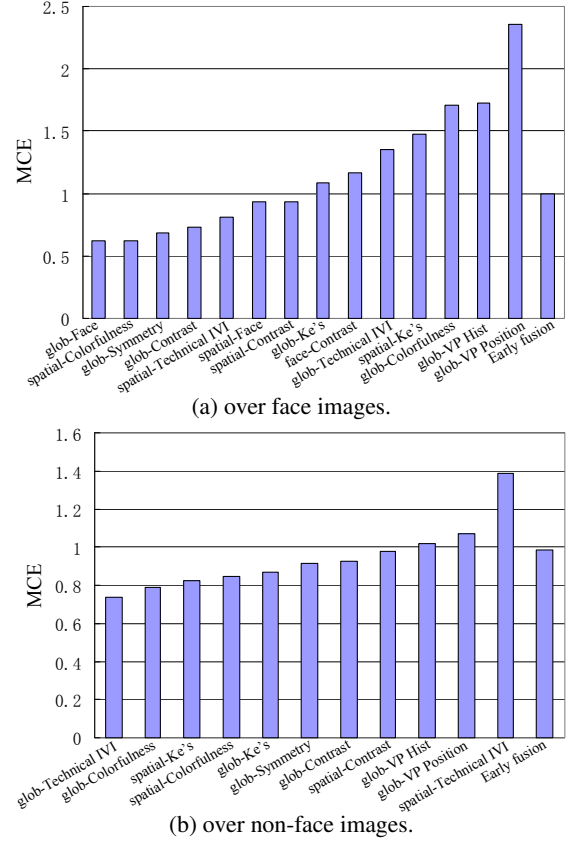 2.5
2
1.5
1
0.5
0
MCE
glob-Face
spatial-Colorfulness
glob-Symmetry
glob-Contrast
spatial-Technical IVI
spatial-Face
spatial-Contrast
glob-Ke's
face-Contrast
glob-Technical IVI
spatial-Ke's
glob-Colorfulness
glob-VP Hist
glob-VP Position
Early fusion
(a) over face images.
1.6
1.4
1.2
1
0.8
0.6
0.4
0.2
0
MCE
glob-Technical IVI
glob-Colorfulness
spatial-Ke's
spatial-Colorfulness
glob-Ke's
glob-Symmetry
glob-Contrast
spatial-Contrast
glob-VP Hist
glob-VP Position
spatial-Technical IVI
Early fusion
(b) over non-face images.